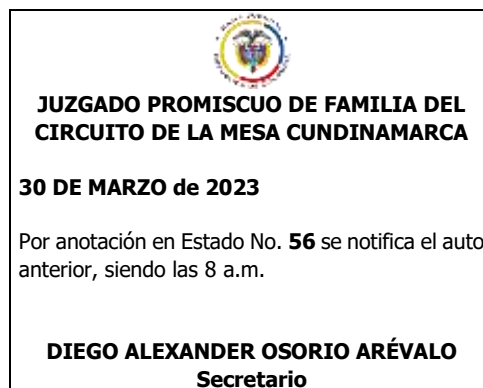 JUZGADO PROMISCUO DE FAMILIA DEL
CIRCUITO DE LA MESA CUNDINAMARCA
30 DE MARZO de 2023
Por anotación en Estado No. 56 se notifica el auto
anterior, siendo las 8 a.m.
DIEGO ALEXANDER OSORIO ARÉVALO
Secretario